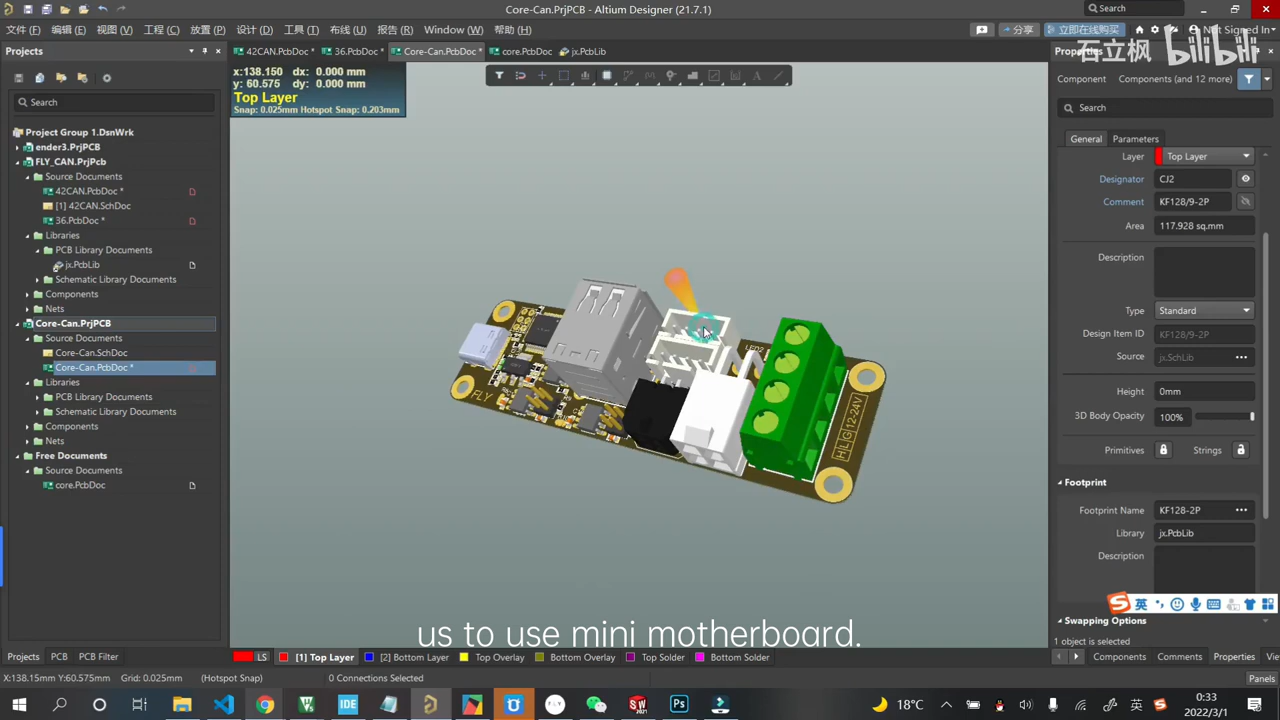 Core-Can.PrjPCB - Altium Designer (21.7.1)
Search
文件 (F)
编辑 (E)
视图 (V)
工程 (C)
放置 (P)
设计 (D)
工具 (T)
布线 (U)
报告 (R)
Window (W)
帮助 (H)
分享
立即在线购买
Not Signed In
石立枫 bilibili
Projects
42CAN.PcbDoc *
36.PcbDoc *
Core-Can.PcbDoc *
core.PcbDoc
jx.PcbLib
Properties
x:138.150 dx: 0.000 mm
y: 60.575 dy: 0.000 mm
Top Layer
Snap: 0.025mm Hotspot Snap: 0.203mm
Component Components (and 12 more)
Search
Search
Project Group 1.DsnWrk
ender3.PrjPCB
FLY_CAN.PrjPcb
Source Documents
42CAN.PcbDoc *
[1] 42CAN.SchDoc
36.PcbDoc *
Libraries
PCB Library Documents
jx.PcbLib
Schematic Library Documents
Components
Nets
Core-Can.PrjPCB
Source Documents
Core-Can.SchDoc
Core-Can.PcbDoc *
Libraries
PCB Library Documents
Schematic Library Documents
Components
Nets
Free Documents
Source Documents
core.PcbDoc
LED2
FLY
H L G 12-24V
General Parameters
Layer Top Layer
Designator CJ2
Comment KF128/9-2P
Area 117.928 sq.mm
Description
Type Standard
Design Item ID KF128/9-2P
Source jx.SchLib
Height 0mm
3D Body Opacity 100%
Primitives Strings
Footprint
Footprint Name KF128-2P
Library jx.PcbLib
Description
英
Swapping Options
1 object is selected
us to use mini motherboard.
Projects PCB PCB Filter
LS [1] Top Layer [2] Bottom Layer Top Overlay Bottom Overlay Top Solder Bottom Solder
Components Comments Properties
X:138.15mm Y:60.575mm Grid: 0.025mm (Hotspot Snap) 0 Connections Selected
Panels
IDE
FLY
SW
2021
Ps
18°C
英
0:33
2022/3/1